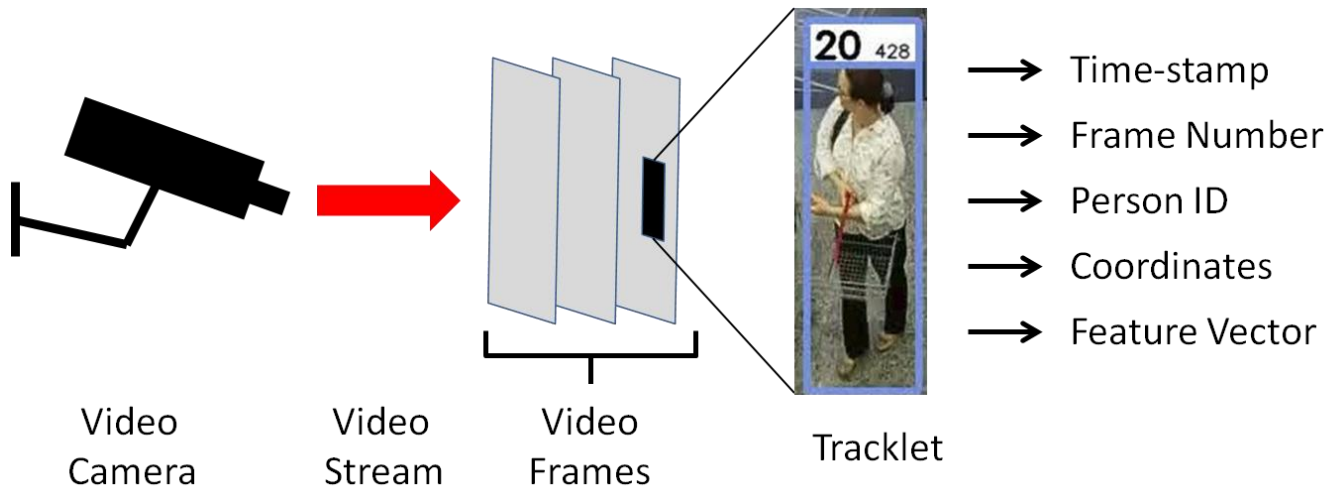 20 428
Time-stamp
Frame Number
Person ID
Coordinates
Feature Vector
Video
Camera
Video
Stream
Video
Frames
Tracklet